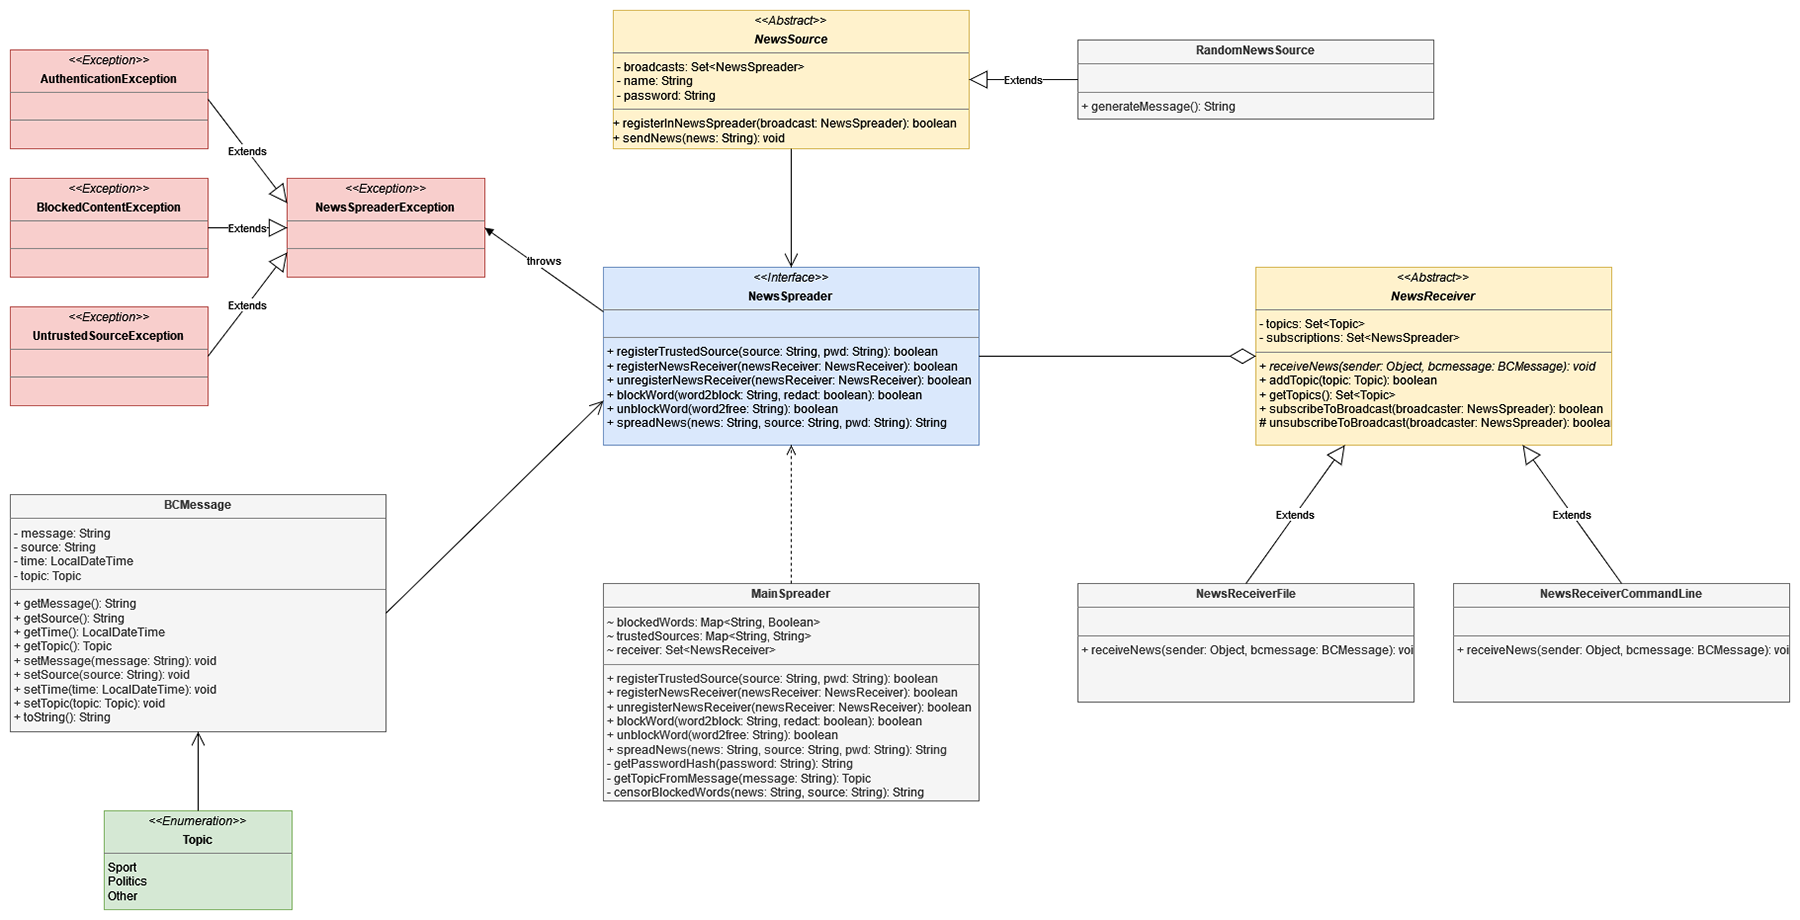 <<Exception>>
AuthenticationException
<<Exception>>
BlockedContentException
<<Exception>>
UntrustedSourceException
Extends
Extends
Extends
<<Exception>>
NewsSpreaderException
throws
<<Abstract>>
NewsSource
- broadcasts: Set<NewsSpreader>
- name: String
- password: String
+ registerInNewsSpreader(broadcast: NewsSpreader): boolean
+ sendNews(news: String): void
Extends
RandomNewsSource
+ generateMessage(): String
<<Interface>>
NewsSpreader
+ registerTrustedSource(source: String, pwd: String): boolean
+ registerNewsReceiver(newsReceiver: NewsReceiver): boolean
+ unregisterNewsReceiver(newsReceiver: NewsReceiver): boolean
+ blockWord(word2block: String, redact: boolean): boolean
+ unblockWord(word2free: String): boolean
+ spreadNews(news: String, source: String, pwd: String): String
<<Abstract>>
NewsReceiver
- topics: Set<Topic>
- subscriptions: Set<NewsSpreader>
+ receiveNews(sender: Object, bcmessage: BCMessage): void
+ addTopic(topic: Topic): boolean
+ getTopics(): Set<Topic>
+ subscribeToBroadcast(broadcaster: NewsSpreader): boolean
# unsubscribeToBroadcast(broadcaster: NewsSpreader): boolea
Extends
Extends
BCMessage
- message: String
- source: String
- time: LocalDateTime
- topic: Topic
+ getMessage(): String
+ getSource(): String
+ getTime(): LocalDateTime
+ getTopic(): Topic
+ setMessage(message: String): void
+ setSource(source: String): void
+ setTime(time: LocalDateTime): void
+ setTopic(topic: Topic): void
+ toString(): String
MainSpreader
~ blockedWords: Map<String, Boolean>
~ trustedSources: Map<String, String>
~ receiver: Set<NewsReceiver>
+ registerTrustedSource(source: String, pwd: String): boolean
+ registerNewsReceiver(newsReceiver: NewsReceiver): boolean
+ unregisterNewsReceiver(newsReceiver: NewsReceiver): boolean
+ blockWord(word2block: String, redact: boolean): boolean
+ unblockWord(word2free: String): boolean
+ spreadNews(news: String, source: String, pwd: String): String
- getPasswordHash(password: String): String
- getTopicFromMessage(message: String): Topic
- censorBlockedWords(news: String, source: String): String
NewsReceiverFile
+ receiveNews(sender: Object, bcmessage: BCMessage): voi
NewsReceiverCommandLine
+ receiveNews(sender: Object, bcmessage: BCMessage): voi
<<Enumeration>>
Topic
Sport
Politics
Other